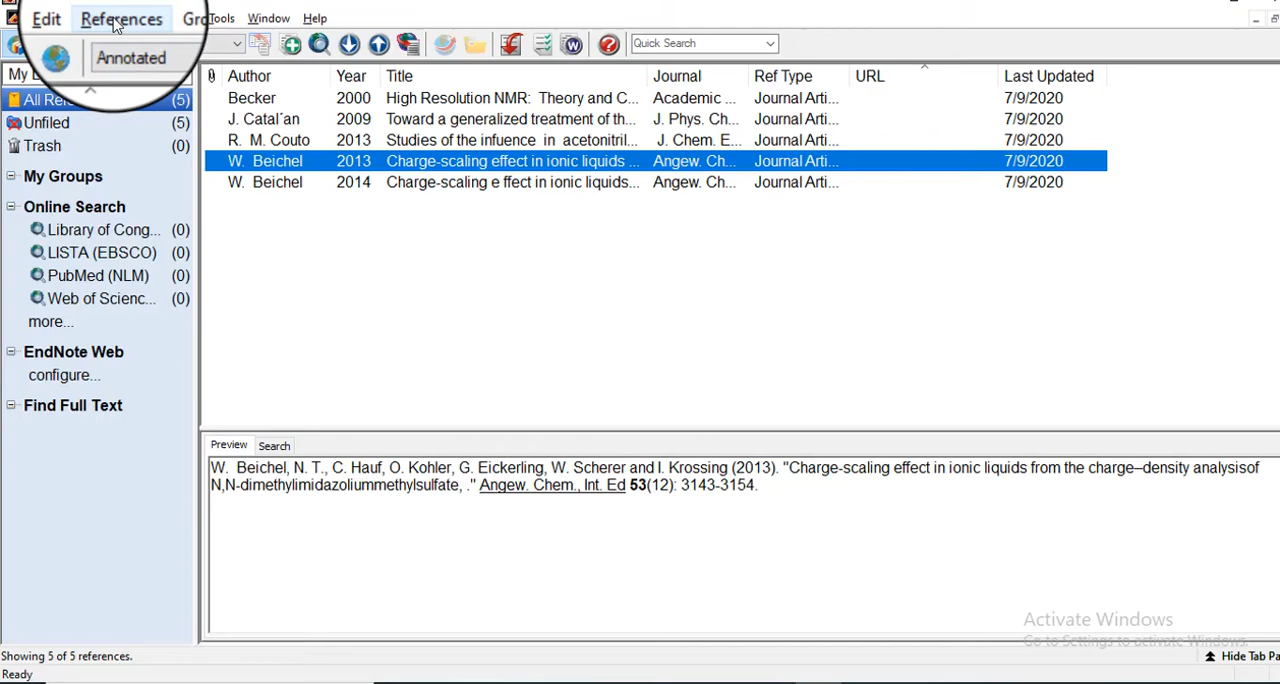 Edit References Gro Tools Window Help
Annotated Quick Search
My L
Author Year Title Journal Ref Type URL Last Updated
All Refe (5)
Unfiled (5)
Trash (0)
My Groups
Online Search
Library of Cong... (0)
LISTA (EBSCO) (0)
PubMed (NLM) (0)
Web of Scienc... (0)
more...
EndNote Web
configure...
Find Full Text
Becker 2000 High Resolution NMR: Theory and C... Academic ... Journal Arti... 7/9/2020
J. Catal´an 2009 Toward a generalized treatment of th... J. Phys. Ch... Journal Arti... 7/9/2020
R. M. Couto 2013 Studies of the infuence in acetonitril... J. Chem. E... Journal Arti... 7/9/2020
W. Beichel 2013 Charge-scaling effect in ionic liquids ... Angew. Ch... Journal Arti... 7/9/2020
W. Beichel 2014 Charge-scaling e ffect in ionic liquids... Angew. Ch... Journal Arti... 7/9/2020
Preview Search
W. Beichel, N. T., C. Hauf, O. Kohler, G. Eickerling, W. Scherer and I. Krossing (2013). "Charge-scaling effect in ionic liquids from the charge–density analysisof
N,N-dimethylimidazoliummethylsulfate, ." Angew. Chem., Int. Ed 53(12): 3143-3154.
Activate Windows
Go to Settings to activate Windows.
Showing 5 of 5 references. Hide Tab Pa
Ready